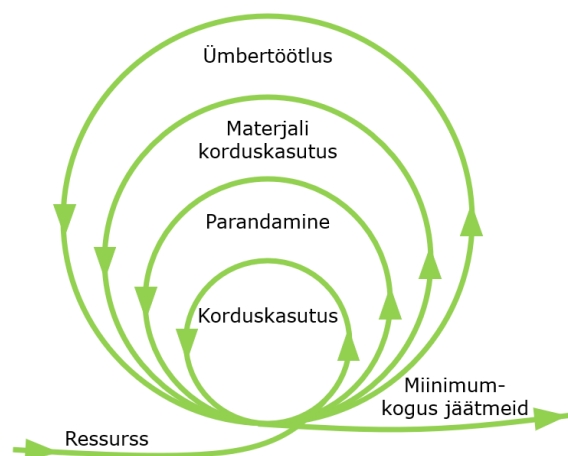 Ümbertöötlus
Materjali
korduskasutus
Parandamine
Korduskasutus
Miinimum-
kogus jäätmeid
Ressurss